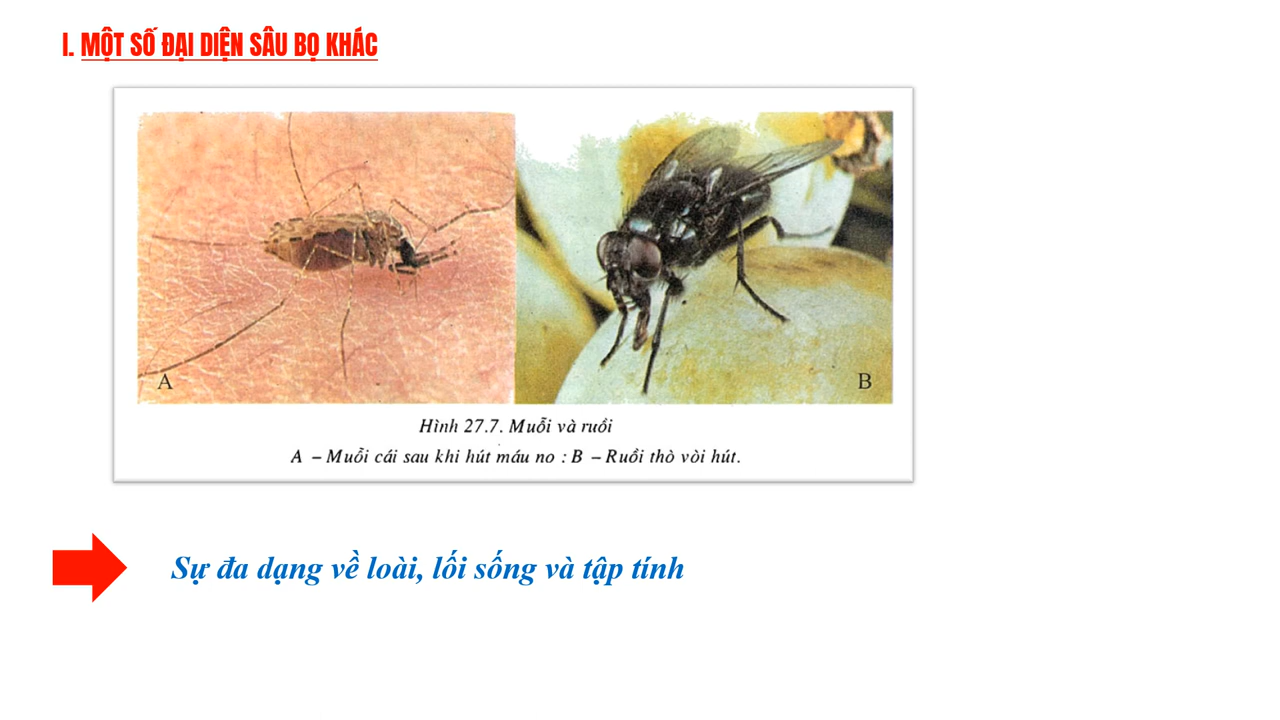 I. MỘT SỐ ĐẠI DIỆN SÂU BỌ KHÁC
A
B
Hình 27.7. Muỗi và ruồi
A – Muỗi cái sau khi hút máu no : B – Ruồi thò vòi hút.
Sự đa dạng về loài, lối sống và tập tính